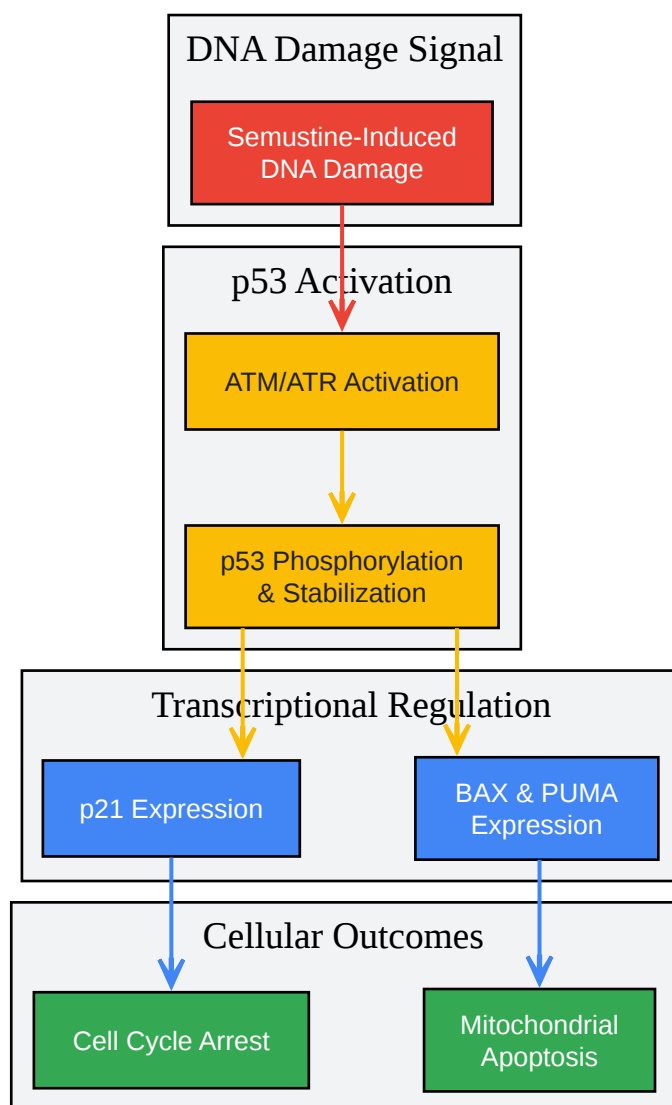 DNA Damage Signal
Semustine-Induced
DNA Damage
p53 Activation
ATM/ATR Activation
p53 Phosphorylation
& Stabilization
Transcriptional Regulation
p21 Expression
BAX & PUMA
Expression
Cellular Outcomes
Cell Cycle Arrest
Mitochondrial
Apoptosis